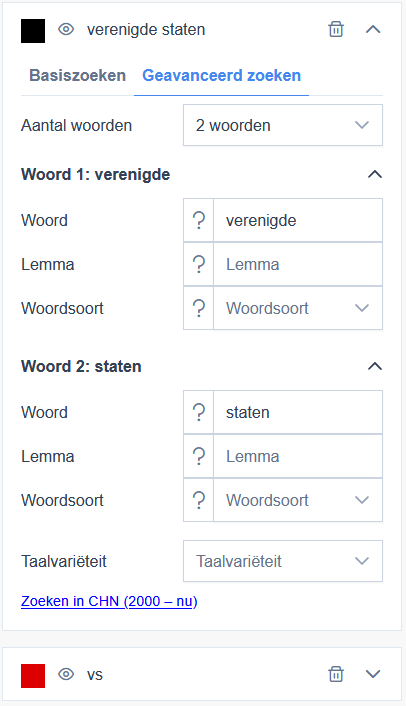 verenigde staten
Basiszoeken Geavanceerd zoeken
Aantal woorden 2 woorden
Woord 1: verenigde
Woord ? verenigde
Lemma ? Lemma
Woordsoort ? Woordsoort
Woord 2: staten
Woord ? staten
Lemma ? Lemma
Woordsoort ? Woordsoort
Taalvariëteit Taalvariëteit
Zoeken in CHN (2000 – nu)
vs